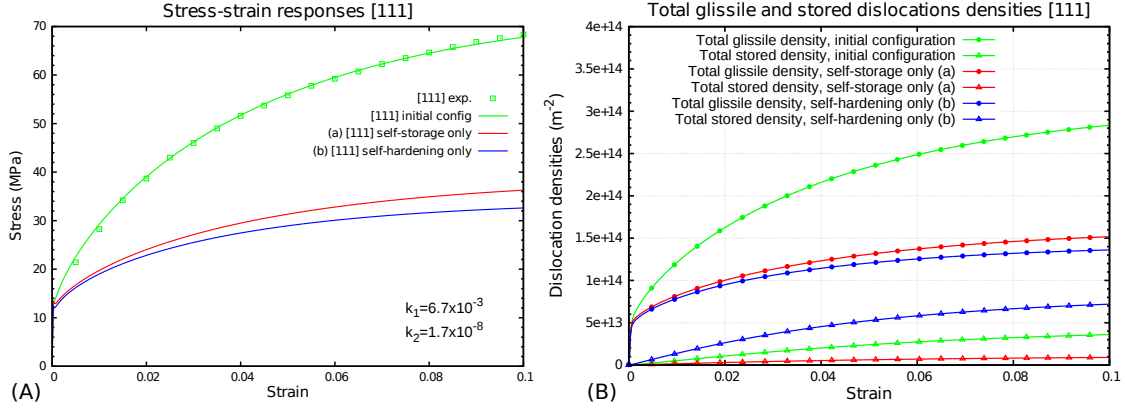 Stress-strain responses [111]
70
60
50
40
30
20
10
0
0
0.02
0.04
0.06
0.08
0.1
Stress (MPa)
Strain
[111] exp.
[111] initial config
(a) [111] self-storage only
(b) [111] self-hardening only
k₁=6.7x10⁻³
k₂=1.7x10⁻⁸
(A)
Total glissile and stored dislocations densities [111]
4e+14
3.5e+14
3e+14
2.5e+14
2e+14
1.5e+14
1e+14
5e+13
0
0
0.02
0.04
0.06
0.08
0.1
Dislocation densities (m⁻²)
Strain
Total glissile density, initial configuration
Total stored density, initial configuration
Total glissile density, self-storage only (a)
Total stored density, self-storage only (a)
Total glissile density, self-hardening only (b)
Total stored density, self-hardening only (b)
(B)